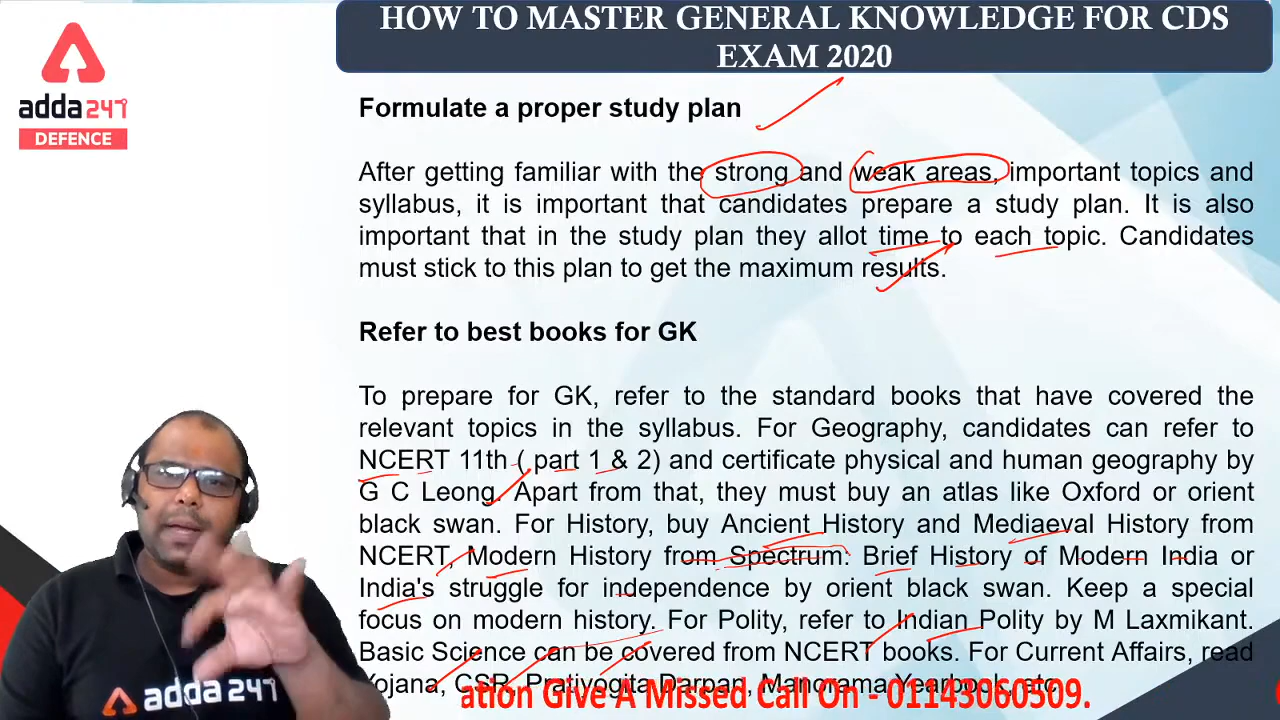 HOW TO MASTER GENERAL KNOWLEDGE FOR CDS
EXAM 2020
adda247
DEFENCE
Formulate a proper study plan
After getting familiar with the strong and weak areas, important topics and
syllabus, it is important that candidates prepare a study plan. It is also
important that in the study plan they allot time to each topic. Candidates
must stick to this plan to get the maximum results.
Refer to best books for GK
To prepare for GK, refer to the standard books that have covered the
relevant topics in the syllabus. For Geography, candidates can refer to
NCERT 11th ( part 1 & 2) and certificate physical and human geography by
G C Leong. Apart from that, they must buy an atlas like Oxford or orient
black swan. For History, buy Ancient History and Mediaeval History from
NCERT, Modern History from Spectrum: Brief History of Modern India or
India's struggle for independence by orient black swan. Keep a special
focus on modern history. For Polity, refer to Indian Polity by M Laxmikant.
Basic Science can be covered from NCERT books. For Current Affairs, read
Yojana, CSR, Pratiyogita Darpan, Manorama Yearbook, etc
ation Give A Missed Call On - 01143060509.
adda247